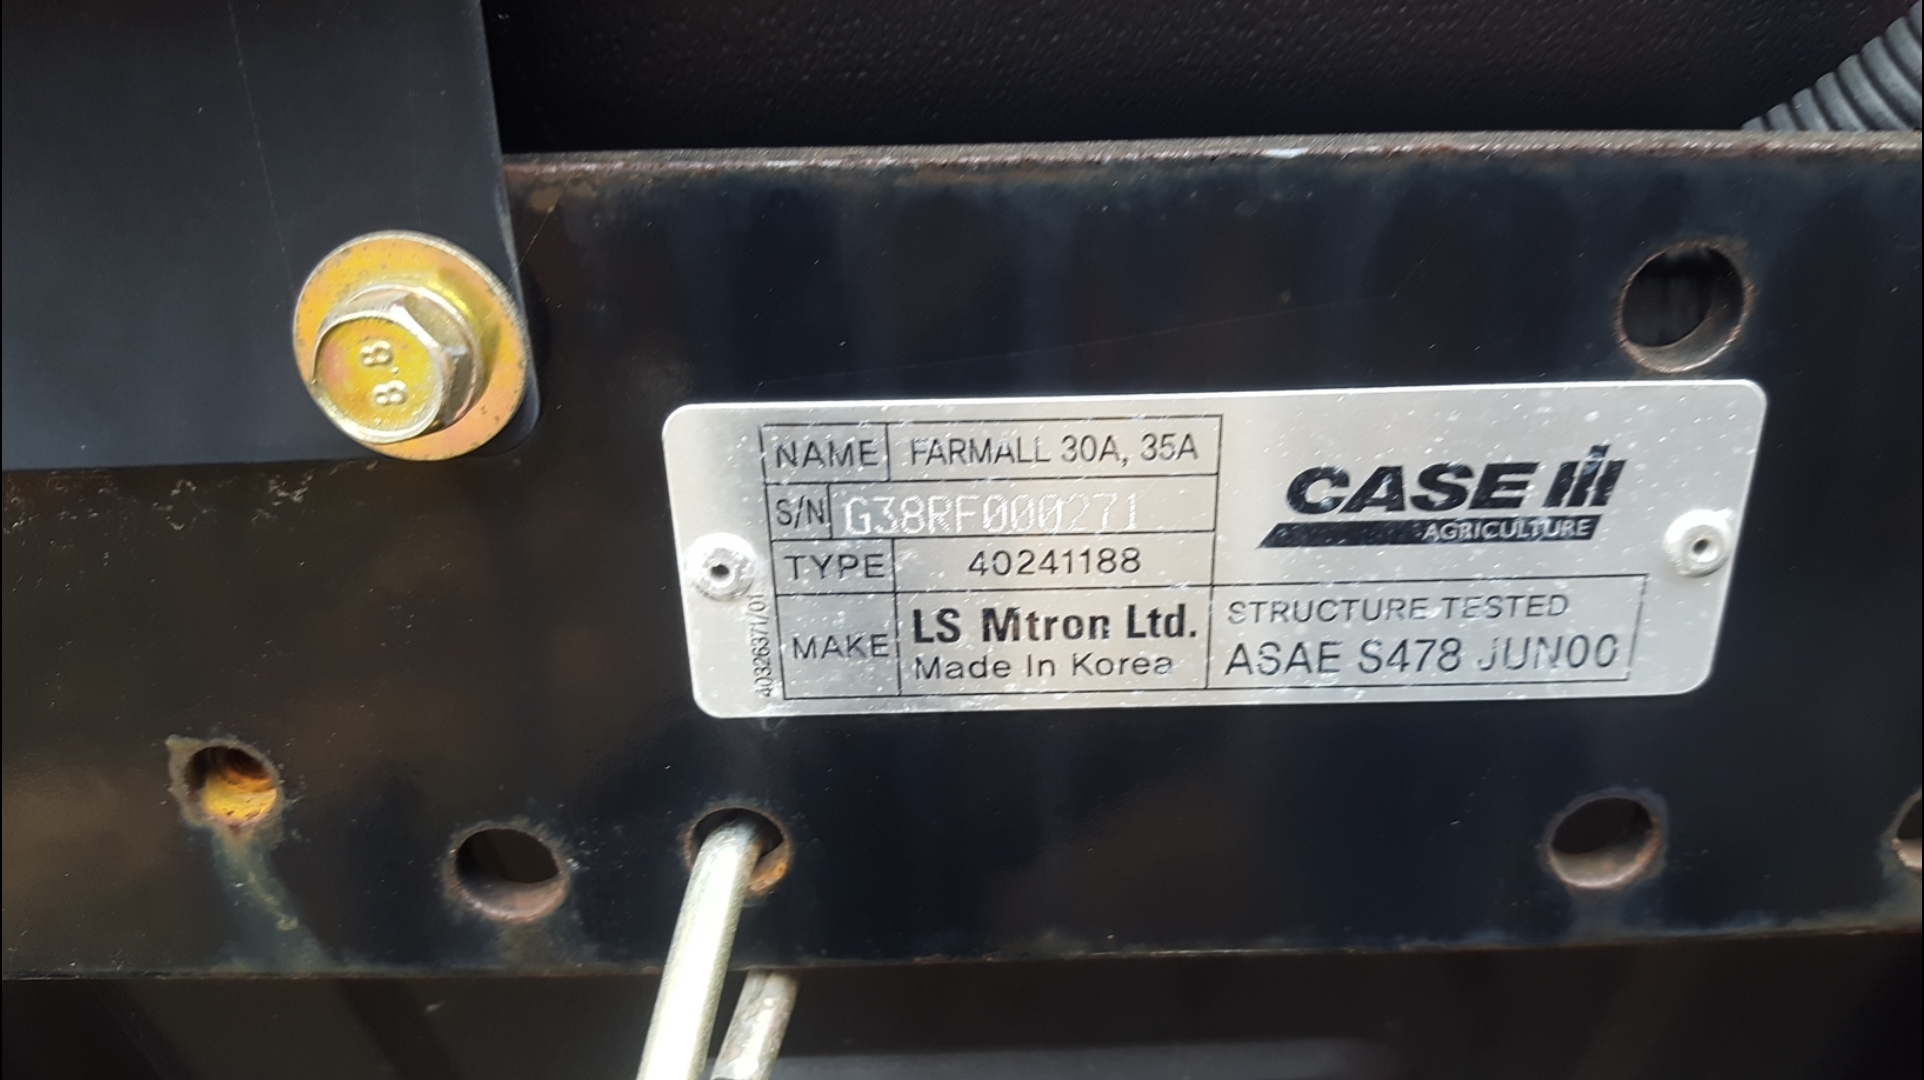 8.8
NAME FARMALL 30A, 35A
S/N G38RF000271
TYPE 40241188
MAKE LS Mtron Ltd.
Made In Korea
40326371/01
CASE IH
AGRICULTURE
STRUCTURE TESTED
ASAE S478 JUN00